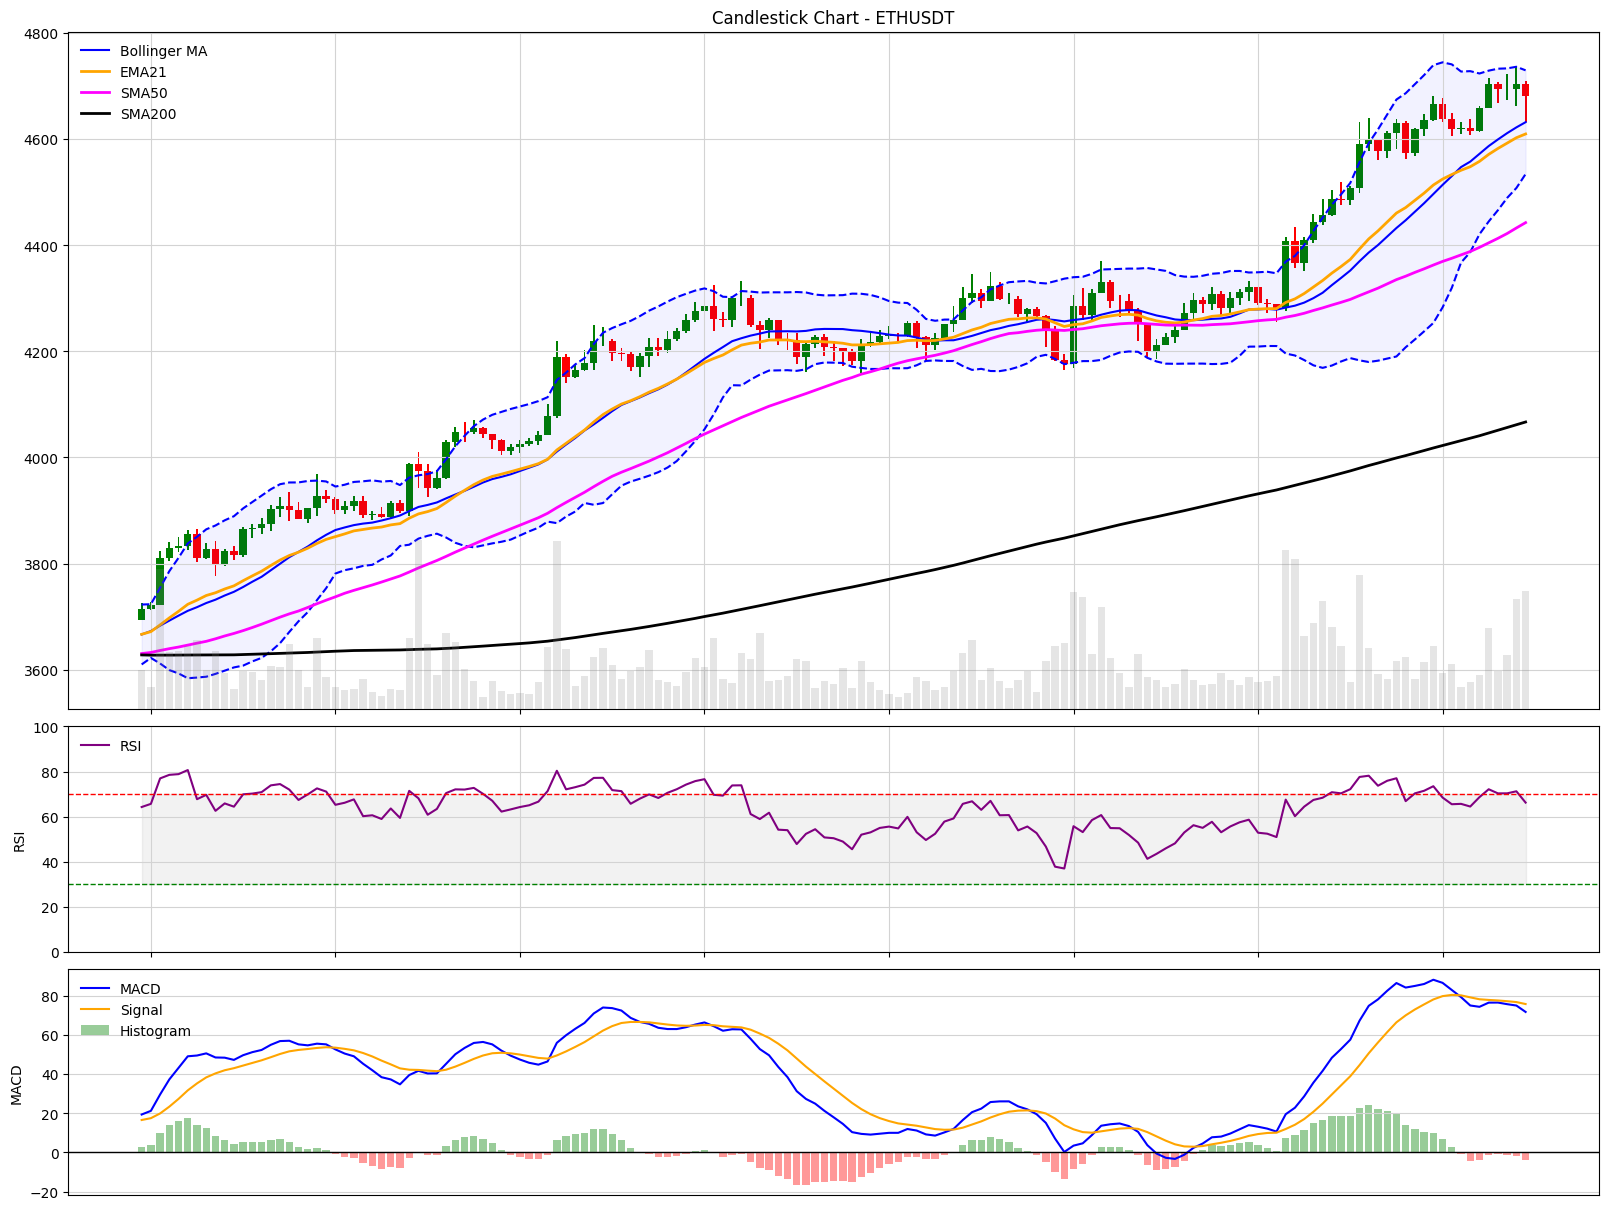 Candlestick Chart - ETHUSDT
4800
4600
4400
4200
4000
3800
3600
Bollinger MA
EMA21
SMA50
SMA200
100
80
60
40
20
0
RSI
RSI
80
60
40
20
0
−20
MACD
MACD
Signal
Histogram